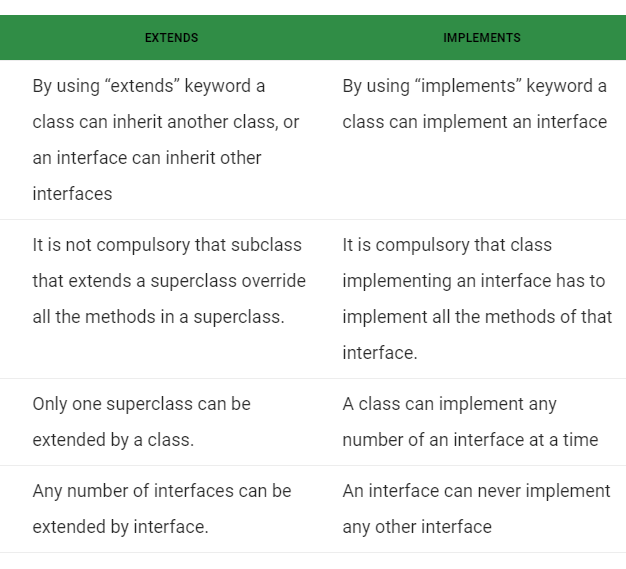 EXTENDS
IMPLEMENTS
By using “extends” keyword a
class can inherit another class, or
an interface can inherit other
interfaces
By using “implements” keyword a
class can implement an interface
It is not compulsory that subclass
that extends a superclass override
all the methods in a superclass.
It is compulsory that class
implementing an interface has to
implement all the methods of that
interface.
Only one superclass can be
extended by a class.
A class can implement any
number of an interface at a time
Any number of interfaces can be
extended by interface.
An interface can never implement
any other interface